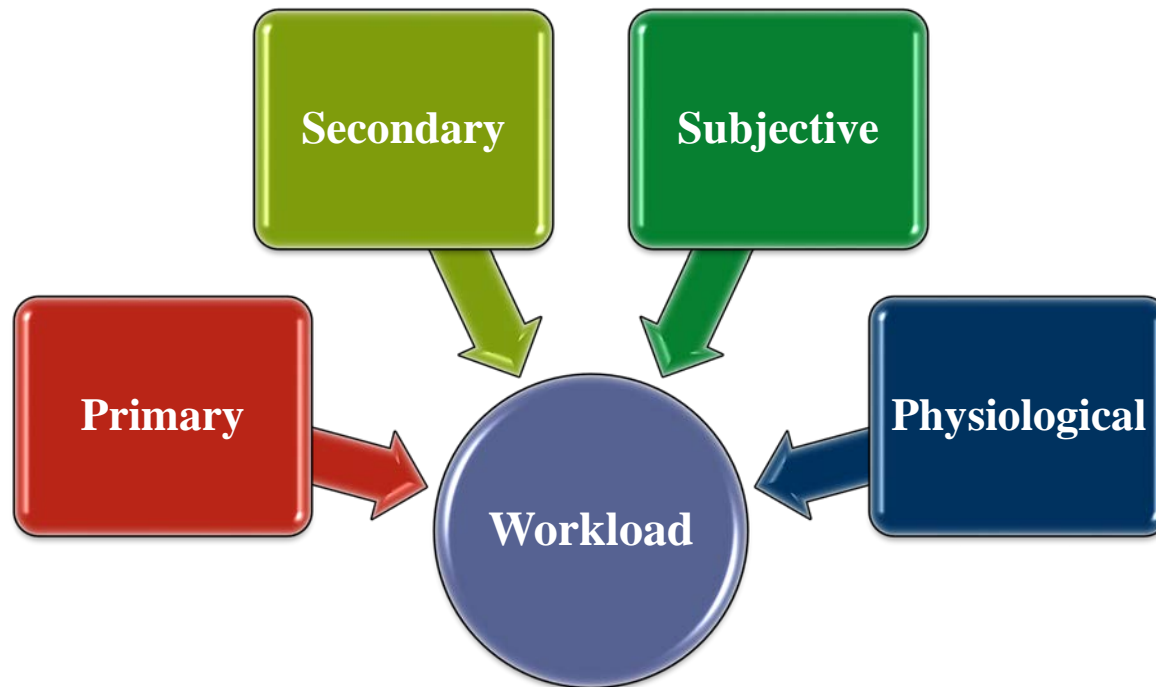 Secondary
Subjective
Primary
Physiological
Workload